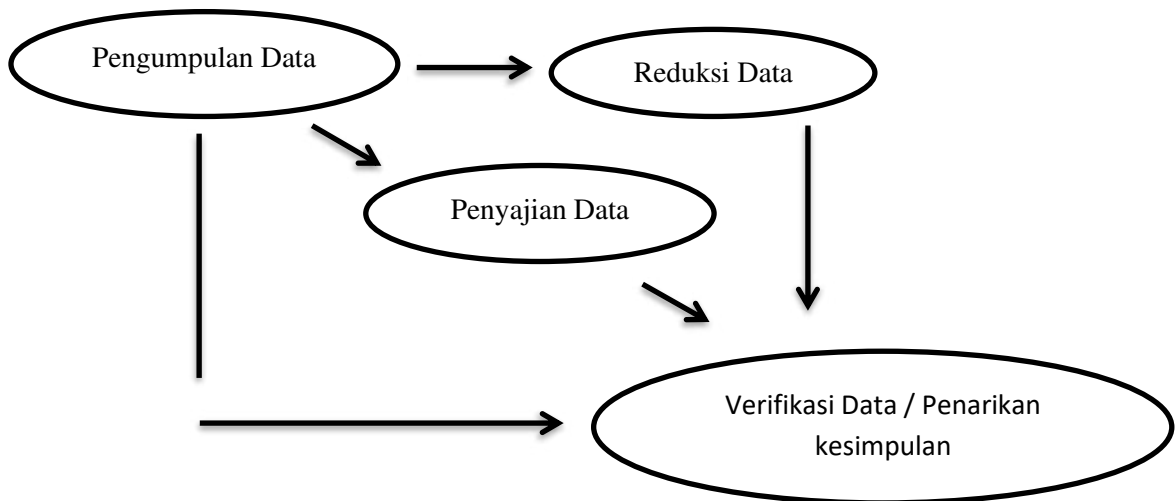 Pengumpulan Data
Reduksi Data
Penyajian Data
Verifikasi Data / Penarikan
kesimpulan